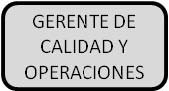 GERENTE DE
CALIDAD Y
OPERACIONES